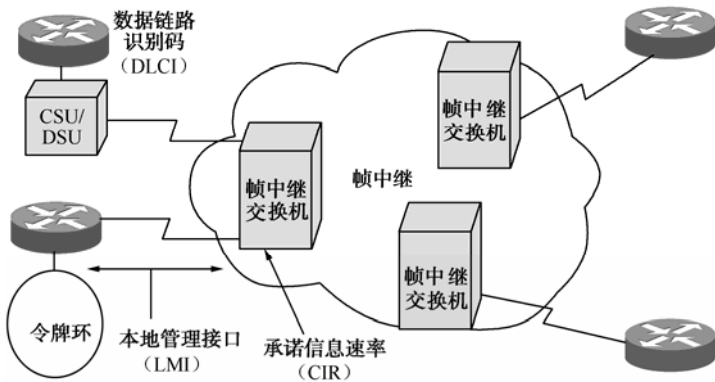 数据链路
识别码
（DLCI）
CSU/
DSU
帧中继
交换机
帧中继
帧中继
交换机
帧中继
交换机
令牌环
本地管理接口
（LMI）
承诺信息速率
（CIR）